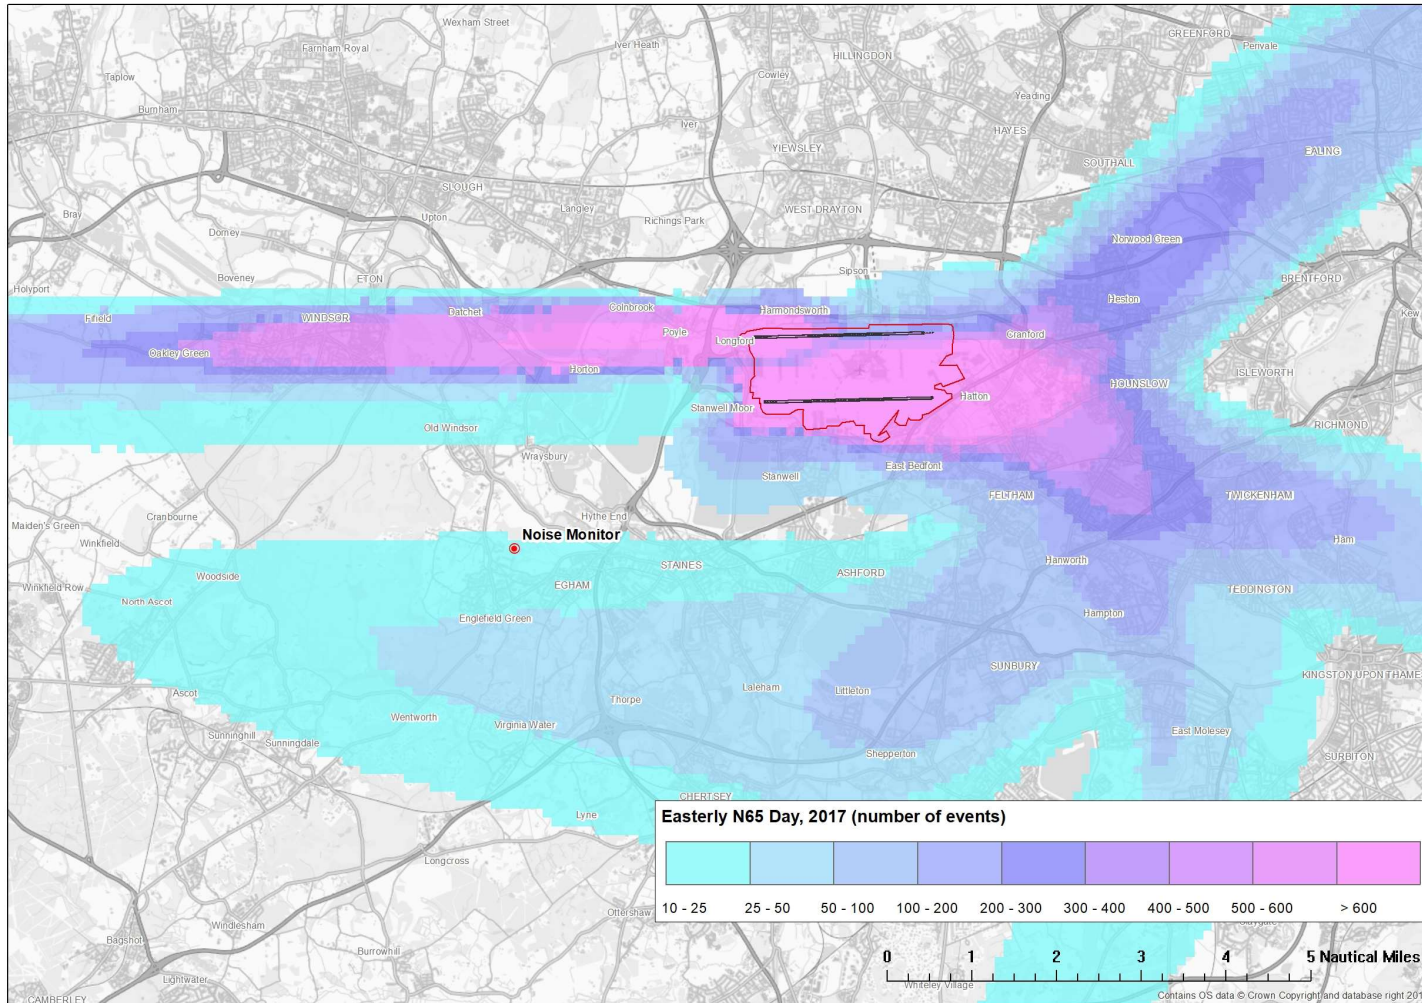 Wexham Street
GREENFORD
Perivale
Farnham Royal
Iver Heath
HILLINGDON
Taplow
Cowley
Burnham
Yeading
Iver
HAYES
YIEWSLEY
EALING
SOUTHALL
SLOUGH
Langley
WEST DRAYTON
Bray
Upton
Richings Park
Dorney
Norwood Green
Boveney
ETON
Sipson
BRENTFORD
Holyport
Heston
Colnbrook
Harmondsworth
Datchet
Kew
Fifield
WINDSOR
Poyle
Cranford
Longford
Oakley Green
Horton
ISLEWORTH
HOUNSLOW
Hatton
Stanwell Moor
Old Windsor
RICHMOND
Wraysbury
East Bedfont
Stanwell
FELTHAM
TWICKENHAM
Hythe End
Cranbourne
Maiden's Green
Noise Monitor
Winkfield
Ham
Hanworth
STAINES
ASHFORD
Woodside
EGHAM
Winkfield Row
TEDDINGTON
North Ascot
Hampton
Englefield Green
SUNBURY
KINGSTON UPON THAMES
Laleham
Littleton
Ascot
Thorpe
Wentworth
Virginia Water
East Molesey
Sunninghill
Sunningdale
Shepperton
SURBITON
CHERTSEY
Lyne
Easterly N65 Day, 2017 (number of events)
10 - 25 25 - 50 50 - 100 100 - 200 200 - 300 300 - 400 400 - 500 500 - 600 > 600
Longcross
Ottershaw
Windlesham
Bagshot
Burrowhill
0 1 2 3 4 5 Nautical Miles
Lightwater
Whiteley Village
CAMBERLEY
Contains OS data © Crown Copyright and database right 201